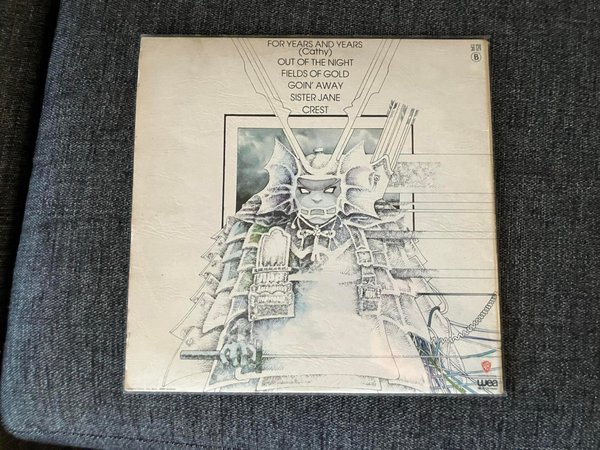 FOR YEARS AND YEARS
(Cathy)
OUT OF THE NIGHT
FIELDS OF GOLD
GOIN' AWAY
SISTER JANE
CREST
B
wea